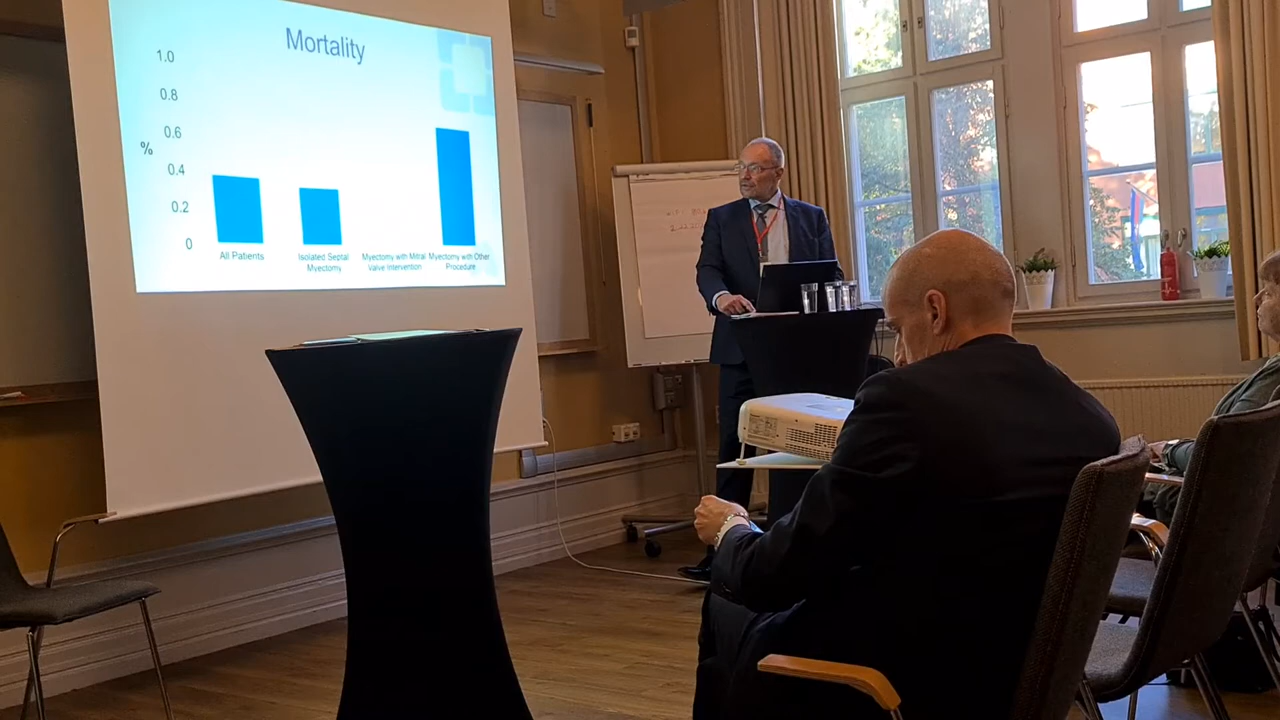 Mortality
1.0
0.8
0.6
%
0.4
0.2
0
All Patients
Isolated Septal
Myectomy
Myectomy with Mitral
Valve Intervention
Myectomy with Other
Procedure